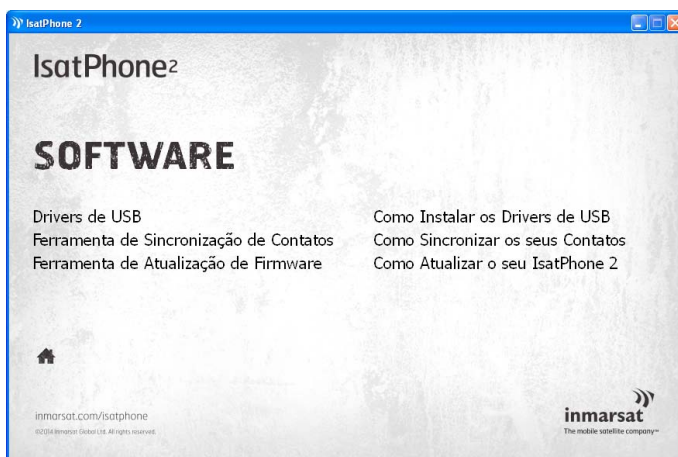 IsatPhone 2
IsatPhone2
SOFTWARE
Drivers de USB
Ferramenta de Sincronização de Contatos
Ferramenta de Atualização de Firmware
Como Instalar os Drivers de USB
Como Sincronizar os seus Contatos
Como Atualizar o seu IsatPhone 2
inmarsat.com/isatphone
©2014 Inmarsat Global Ltd. All rights reserved.
inmarsat
The mobile satellite company™